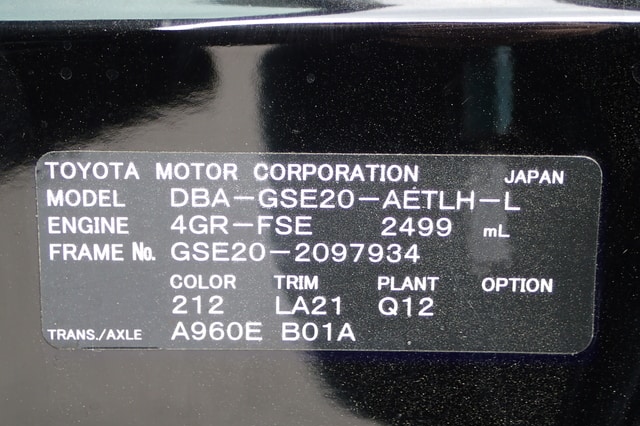 TOYOTA MOTOR CORPORATION JAPAN
MODEL DBA-GSE20-AETLH-L
ENGINE 4GR-FSE 2499 mL
FRAME No. GSE20-2097934
COLOR TRIM PLANT OPTION
212 LA21 Q12
TRANS./AXLE A960E B01A